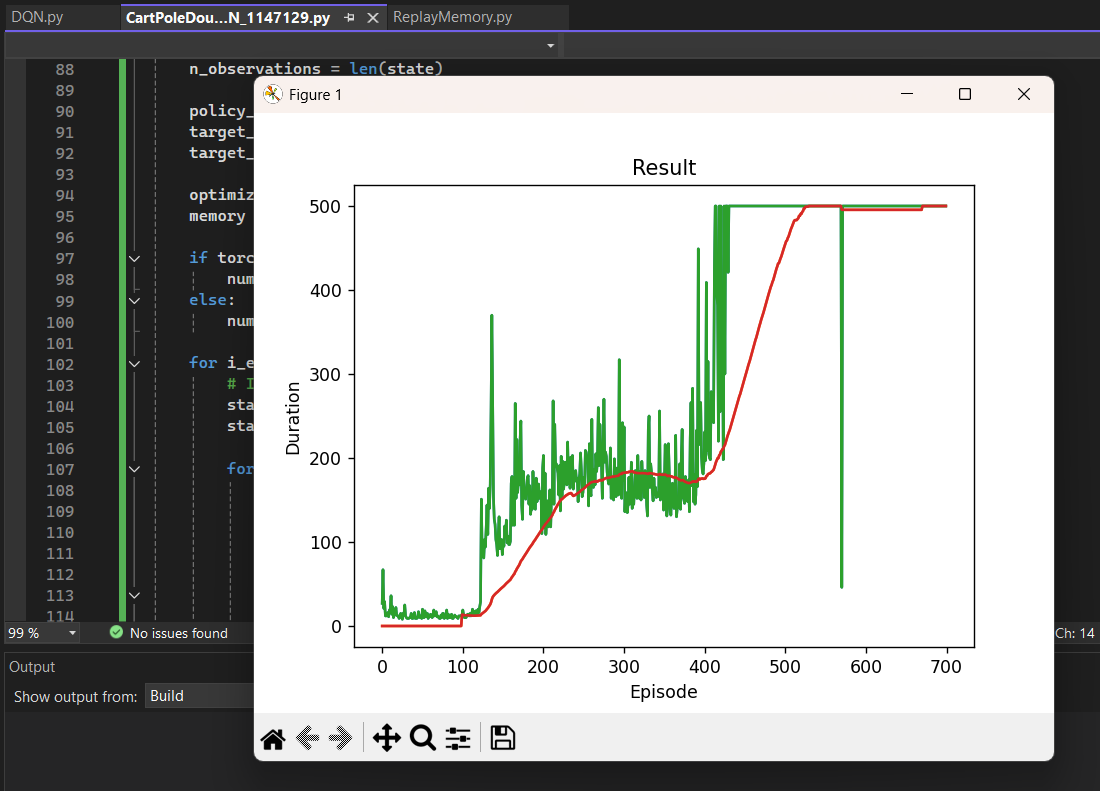 DQN.py CartPoleDou...N_1147129.py ReplayMemory.py
88 n_observations = len(state)
89
90 policy_
91 target_
92 target_
93
94 optimiz
95 memory
96
97 if torc
98 num
99 else:
100 num
101
102 for i_e
103 # I
104 sta
105 sta
106
107 for
108
109
110
111
112
113
114
Figure 1
Result
500
400
300
200
100
0
Duration
0 100 200 300 400 500 600 700
Episode
99 % No issues found Ch: 14
Output
Show output from: Build